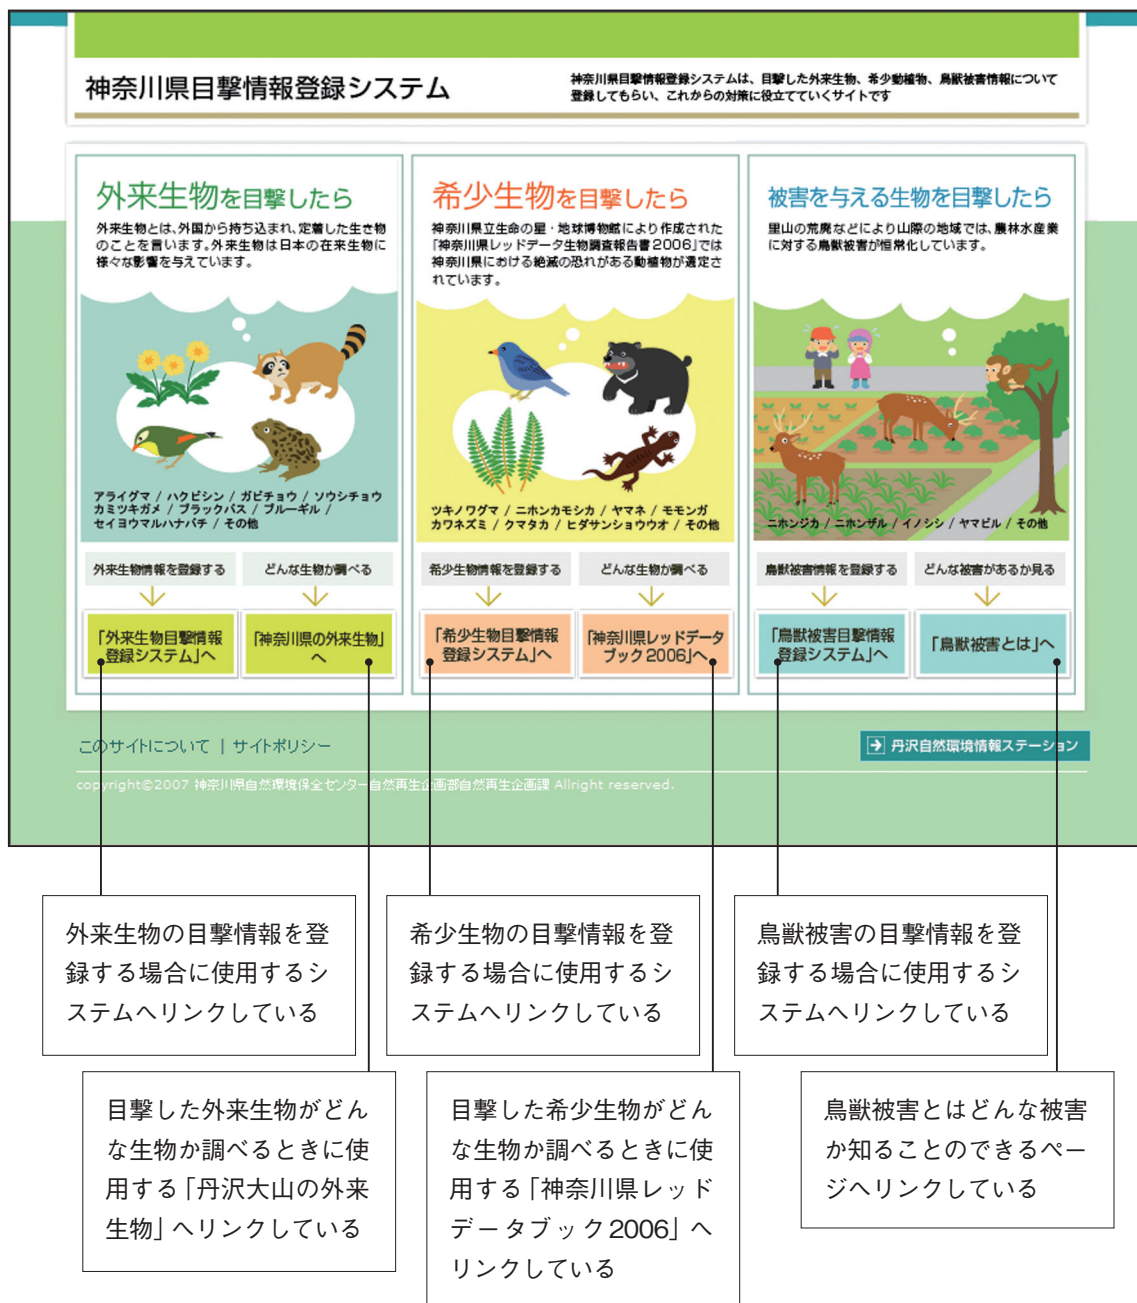 神奈川県目撃情報登録システム
神奈川県目撃情報登録システムは、目撃した外来生物、希少動植物、鳥獣被害情報について
登録してもらい、これからの対策に役立てていくサイトです
外来生物を目撃したら
外来生物とは、外国から持ち込まれ、定着した生き物
のことを言います。外来生物は日本の在来生物に
様々な影響を与えています。
アライグマ / ハクビシン / ガビチョウ / ソウシチョウ
カミツキガメ / ブラックバス / ブルーギル /
セイヨウマルハナバチ / その他
外来生物情報を登録する
どんな生物か調べる
「外来生物目撃情報
登録システム」へ
「神奈川県の外来生物」
へ
希少生物を目撃したら
神奈川県立生命の星・地球博物館により作成された
「神奈川県レッドデータ生物調査報告書2006」では
神奈川県における絶滅の恐れがある動植物が選定さ
れています。
ツキノワグマ / ニホンカモシカ / ヤマネ / モモンガ
カワネズミ / クマタカ / ヒダサンショウウオ / その他
希少生物情報を登録する
どんな生物か調べる
「希少生物目撃情報
登録システム」へ
「神奈川県レッドデータ
ブック2006」へ
被害を与える生物を目撃したら
里山の荒廃などにより山際の地域では、農林水産業
に対する鳥獣被害が恒常化しています。
ニホンジカ / ニホンザル / イノシシ / ヤマビル / その他
鳥獣被害情報を登録する
どんな被害があるか見る
「鳥獣被害目撃情報
登録システム」へ
「鳥獣被害とは」へ
このサイトについて | サイトポリシー
丹沢自然環境情報ステーション
copyright©2007 神奈川県自然環境保全センター自然再生企画部自然再生企画課 Allright reserved.
外来生物の目撃情報を登
録する場合に使用するシ
ステムへリンクしている
希少生物の目撃情報を登
録する場合に使用するシ
ステムへリンクしている
鳥獣被害の目撃情報を登
録する場合に使用するシ
ステムへリンクしている
目撃した外来生物がどん
な生物か調べるときに使
用する「丹沢大山の外来
生物」へリンクしている
目撃した希少生物がどん
な生物か調べるときに使
用する「神奈川県レッド
データブック2006」へ
リンクしている
鳥獣被害とはどんな被害
か知ることのできるペー
ジへリンクしている